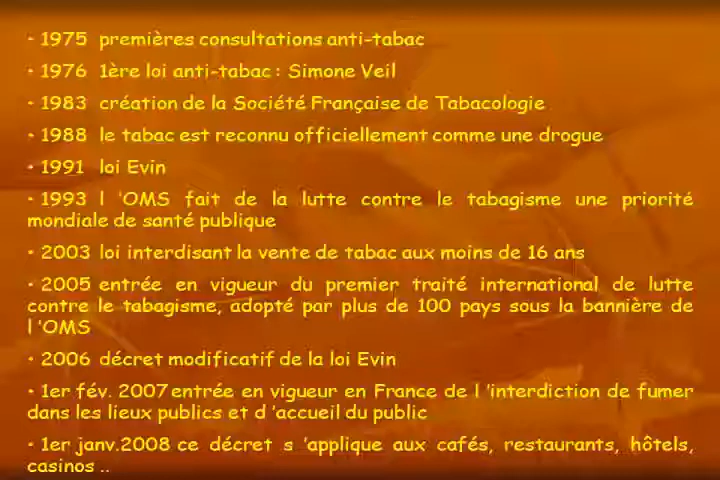 • 1975 premières consultations anti-tabac
• 1976 1ère loi anti-tabac : Simone Veil
• 1983 création de la Société Française de Tabacologie
• 1988 le tabac est reconnu officiellement comme une drogue
• 1991 loi Evin
• 1993 l 'OMS fait de la lutte contre le tabagisme une priorité
mondiale de santé publique
• 2003 loi interdisant la vente de tabac aux moins de 16 ans
• 2005 entrée en vigueur du premier traité international de lutte
contre le tabagisme, adopté par plus de 100 pays sous la bannière de
l 'OMS
• 2006 décret modificatif de la loi Evin
• 1er fév. 2007 entrée en vigueur en France de l 'interdiction de fumer
dans les lieux publics et d 'accueil du public
• 1er janv.2008 ce décret s 'applique aux cafés, restaurants, hôtels,
casinos ..